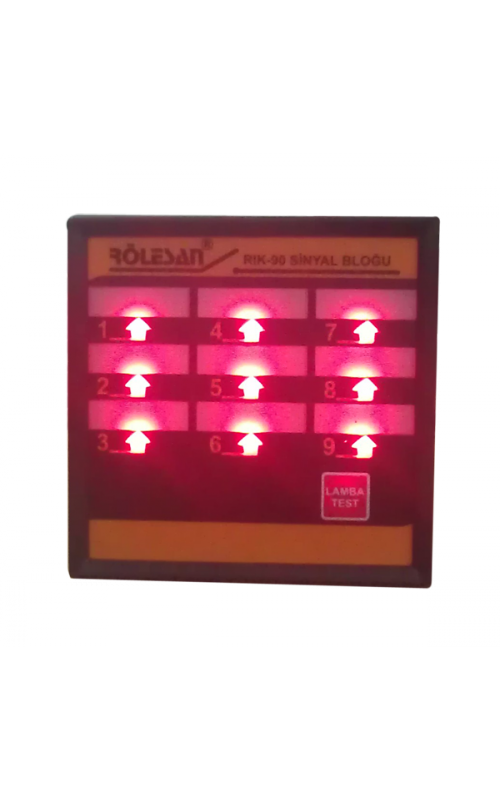 RÖLESAN®
RIK-90 SİNYAL BLOĞU
1 4 7
2 5 8
3 6 9
LAMBA
TEST